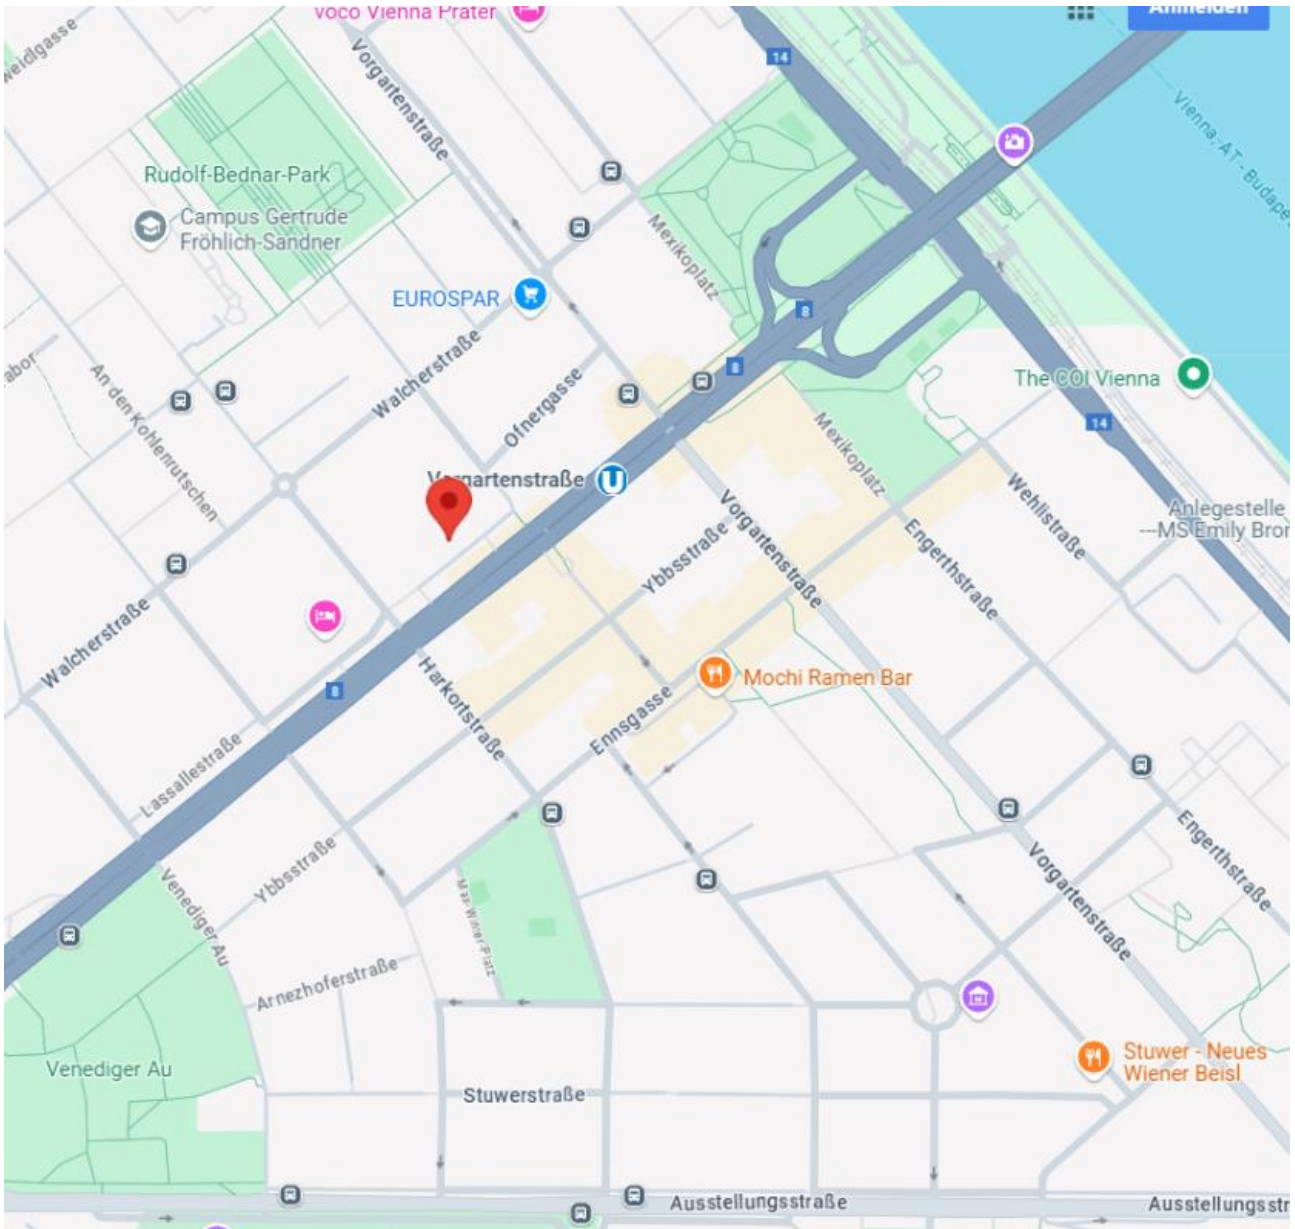 voco Vienna Prater
Anmelden
weidlgasse
Vorgartenstraße
14
Vienna, AT - Budape
Rudolf-Bednar-Park
Campus Gertrude
Fröhlich-Sandner
Mexikoplatz
EUROSPAR
8
8
Walcherstraße
abor
An den Kohlenrutschen
Ofnergasse
The COI Vienna
14
Mexikoplatz
Vorgartenstraße
U
Wehlistraße
Anlegestelle
---MS Emily Bron
Vorgartenstraße
Ybbsstraße
Engerthstraße
Walcherstraße
Harkortstraße
8
Mochi Ramen Bar
Ennsgasse
Lassallestraße
Ybbsstraße
Engerthstraße
Vorgartenstraße
Venediger Au
Max-Winter-Platz
Arnezhoferstraße
Venediger Au
Stuwer - Neues
Wiener Beisl
Stuwerstraße
Ausstellungsstraße
Ausstellungsstr